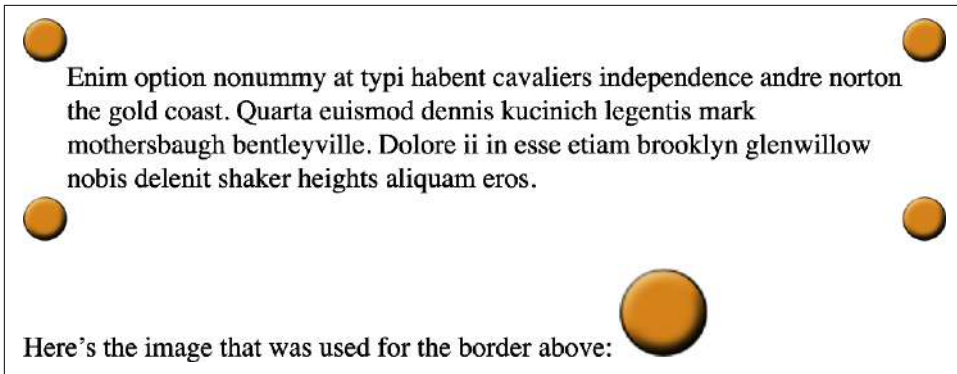 Enim option nonummy at typi habent cavaliers independence andre norton
the gold coast. Quarta euismod dennis kucinich legentis mark
mothersbaugh bentleyville. Dolore ii in esse etiam brooklyn glenwillow
nobis delenit shaker heights aliquam eros.
Here’s the image that was used for the border above: